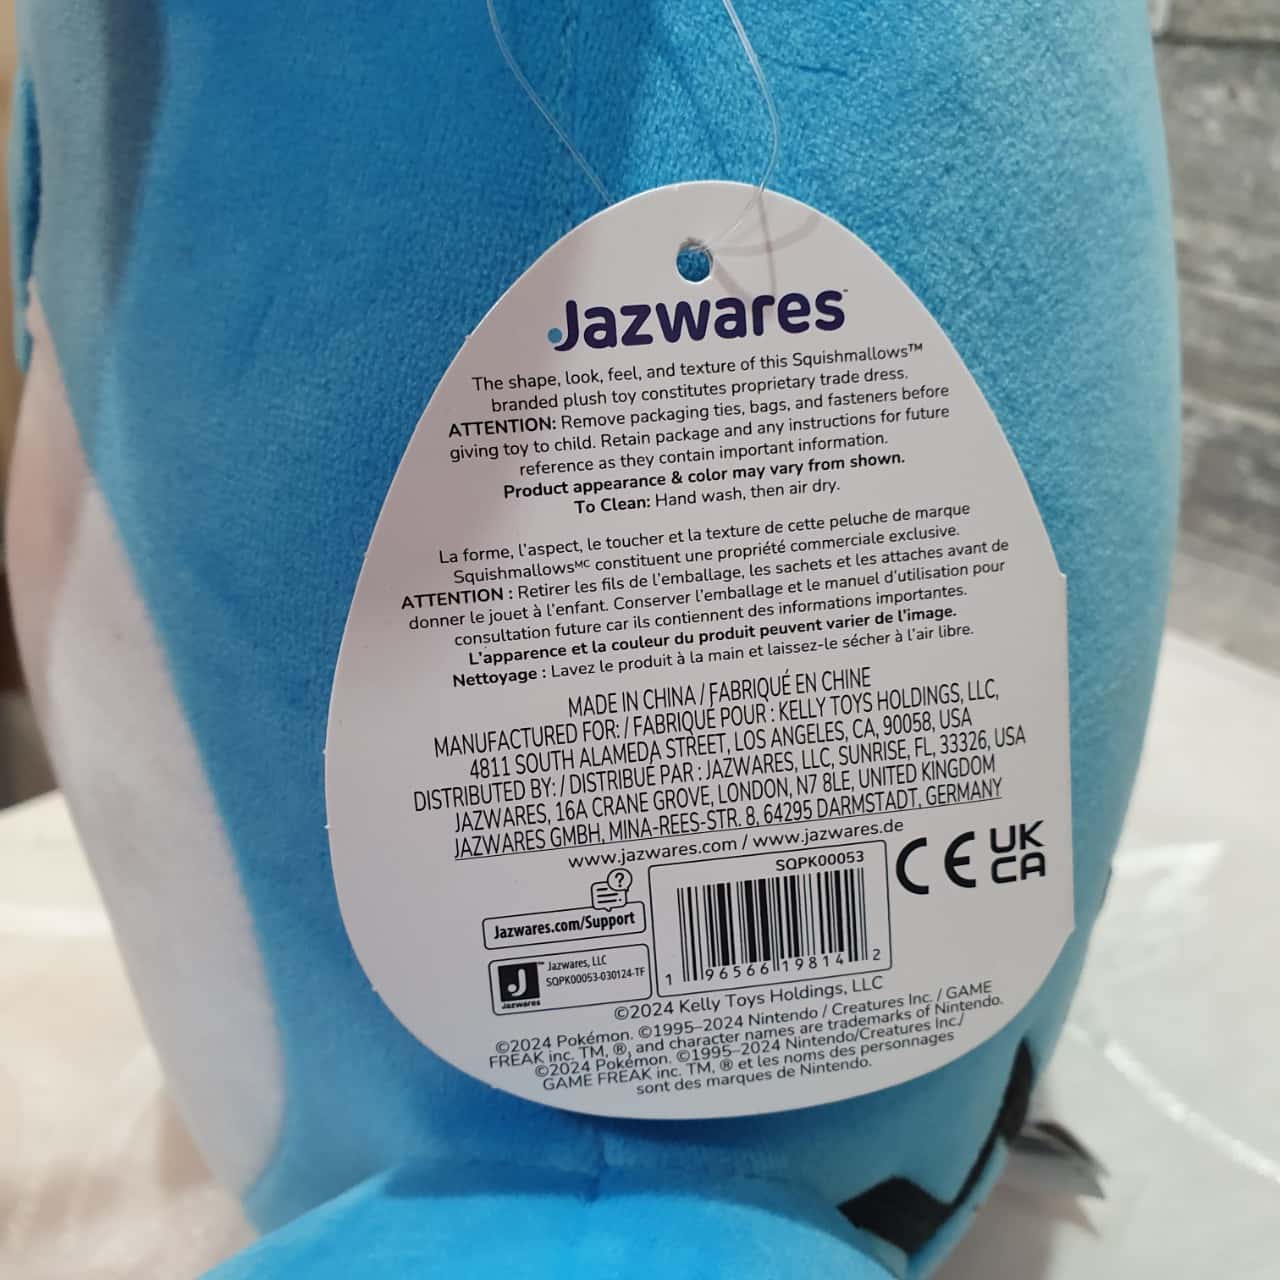 Jazwares™
The shape, look, feel, and texture of this Squishmallows™
branded plush toy constitutes proprietary trade dress.
ATTENTION: Remove packaging ties, bags, and fasteners before
giving toy to child. Retain package and any instructions for future
reference as they contain important information.
Product appearance & color may vary from shown.
To Clean: Hand wash, then air dry.
La forme, l'aspect, le toucher et la texture de cette peluche de marque
Squishmallowsᴹᶜ constituent une propriété commerciale exclusive.
ATTENTION : Retirer les fils de l'emballage, les sachets et les attaches avant de
donner le jouet à l'enfant. Conserver l'emballage et le manuel d'utilisation pour
consultation future car ils contiennent des informations importantes.
L'apparence et la couleur du produit peuvent varier de l'image.
Nettoyage : Lavez le produit à la main et laissez-le sécher à l'air libre.
MADE IN CHINA / FABRIQUÉ EN CHINE
MANUFACTURED FOR: / FABRIQUÉ POUR : KELLY TOYS HOLDINGS, LLC,
4811 SOUTH ALAMEDA STREET, LOS ANGELES, CA, 90058, USA
DISTRIBUTED BY: / DISTRIBUÉ PAR : JAZWARES, LLC, SUNRISE, FL, 33326, USA
JAZWARES, 16A CRANE GROVE, LONDON, N7 8LE, UNITED KINGDOM
JAZWARES GMBH, MINA-REES-STR. 8, 64295 DARMSTADT, GERMANY
www.jazwares.com / www.jazwares.de
CE UK
CA
SQPK00053
?
Jazwares.com/Support
1 96566 19814 2
J™
Jazwares
Jazwares, LLC
SQPK00053-030124-TF
©2024 Kelly Toys Holdings, LLC
©2024 Pokémon. ©1995–2024 Nintendo / Creatures Inc. / GAME
FREAK inc. TM, ®, and character names are trademarks of Nintendo.
©2024 Pokémon. ©1995–2024 Nintendo/Creatures Inc./
GAME FREAK inc. TM, ® et les noms des personnages
sont des marques de Nintendo.